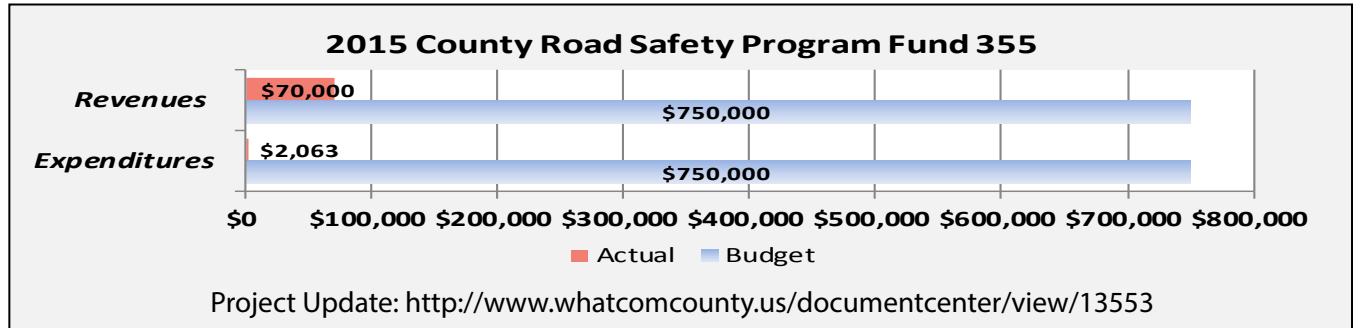 2015 County Road Safety Program Fund 355
Revenues
$70,000
$750,000
Expenditures
$2,063
$750,000
$0 $100,000 $200,000 $300,000 $400,000 $500,000 $600,000 $700,000 $800,000
Actual Budget
Project Update: http://www.whatcomcounty.us/documentcenter/view/13553